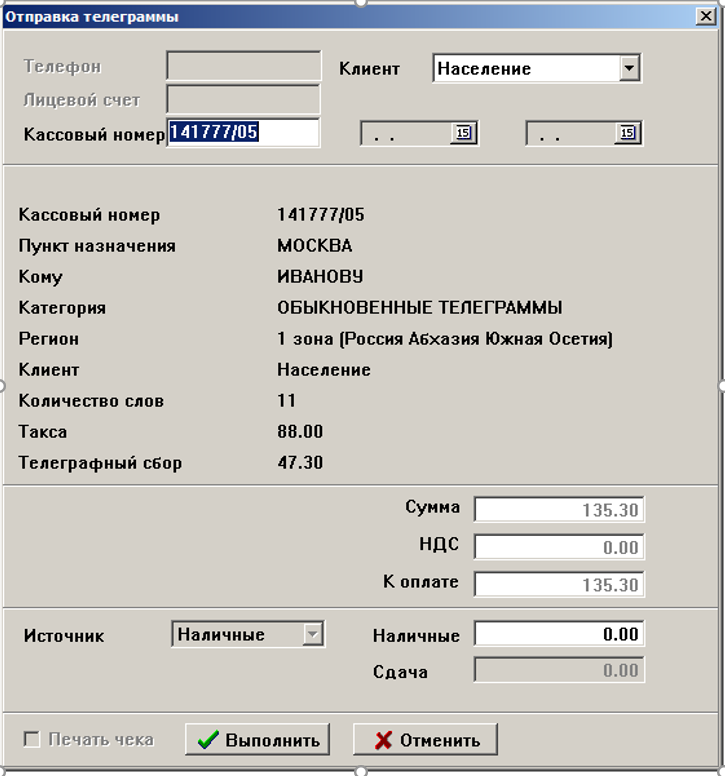 Отправка телеграммы
Телефон
Клиент Население
Лицевой счет
Кассовый номер 141777/05 . . 15 . . 15
Кассовый номер 141777/05
Пункт назначения МОСКВА
Кому ИВАНОВУ
Категория ОБЫКНОВЕННЫЕ ТЕЛЕГРАММЫ
Регион 1 зона (Россия Абхазия Южная Осетия)
Клиент Население
Количество слов 11
Такса 88.00
Телеграфный сбор 47.30
Сумма 135.30
НДС 0.00
К оплате 135.30
Источник Наличные Наличные 0.00
Сдача 0.00
Печать чека Выполнить Отменить